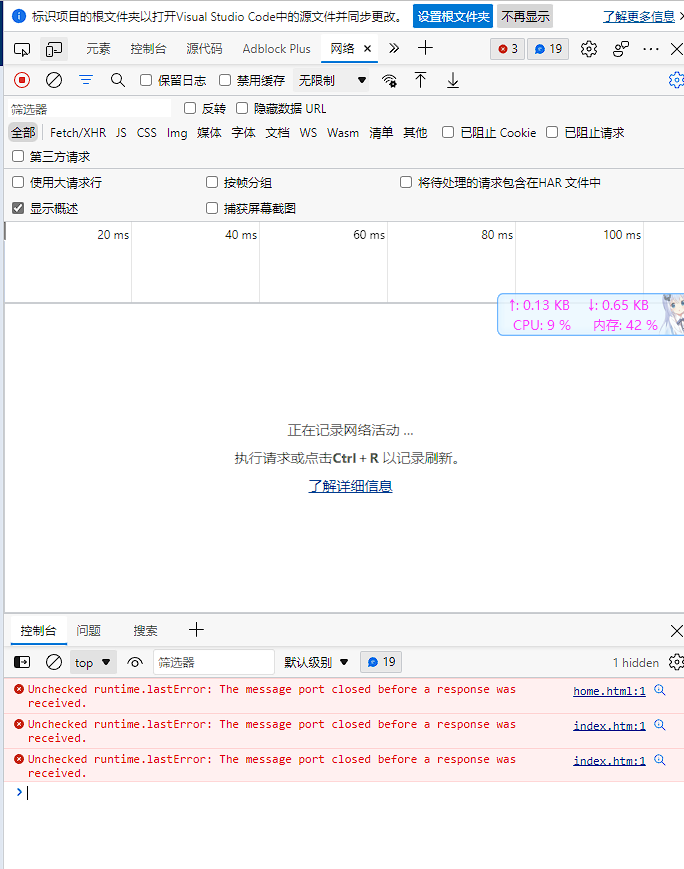 标识项目的根文件夹以打开Visual Studio Code中的源文件并同步更改。 设置根文件夹 不再显示 了解更多信息
元素 控制台 源代码 Adblock Plus 网络 3 19
保留日志 禁用缓存 无限制
筛选器 反转 隐藏数据 URL
全部 Fetch/XHR JS CSS Img 媒体 字体 文档 WS Wasm 清单 其他 已阻止 Cookie 已阻止请求
第三方请求
使用大请求行 按帧分组 将待处理的请求包含在HAR 文件中
显示概述 捕获屏幕截图
20 ms 40 ms 60 ms 80 ms 100 ms
↑: 0.13 KB ↓: 0.65 KB
CPU: 9 % 内存: 42 %
正在记录网络活动 ...
执行请求或点击Ctrl + R 以记录刷新。
了解详细信息
控制台 问题 搜索
top 筛选器 默认级别 19 1 hidden
Unchecked runtime.lastError: The message port closed before a response was home.html:1
received.
Unchecked runtime.lastError: The message port closed before a response was index.htm:1
received.
Unchecked runtime.lastError: The message port closed before a response was index.htm:1
received.